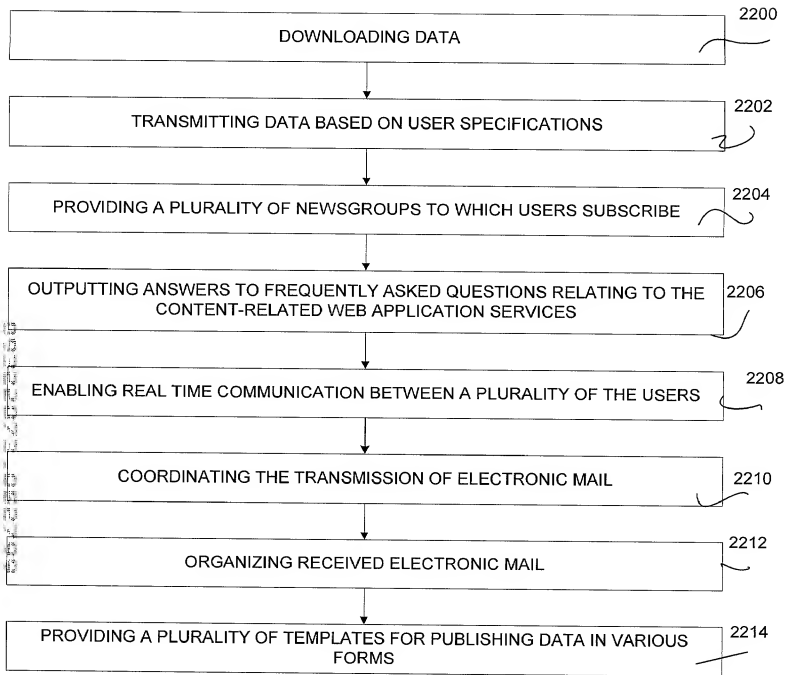 2200
DOWNLOADING DATA
2202
TRANSMITTING DATA BASED ON USER SPECIFICATIONS
2204
PROVIDING A PLURALITY OF NEWSGROUPS TO WHICH USERS SUBSCRIBE
2206
OUTPUTTING ANSWERS TO FREQUENTLY ASKED QUESTIONS RELATING TO THE
CONTENT-RELATED WEB APPLICATION SERVICES
2208
ENABLING REAL TIME COMMUNICATION BETWEEN A PLURALITY OF THE USERS
2210
COORDINATING THE TRANSMISSION OF ELECTRONIC MAIL
2212
ORGANIZING RECEIVED ELECTRONIC MAIL
2214
PROVIDING A PLURALITY OF TEMPLATES FOR PUBLISHING DATA IN VARIOUS
FORMS